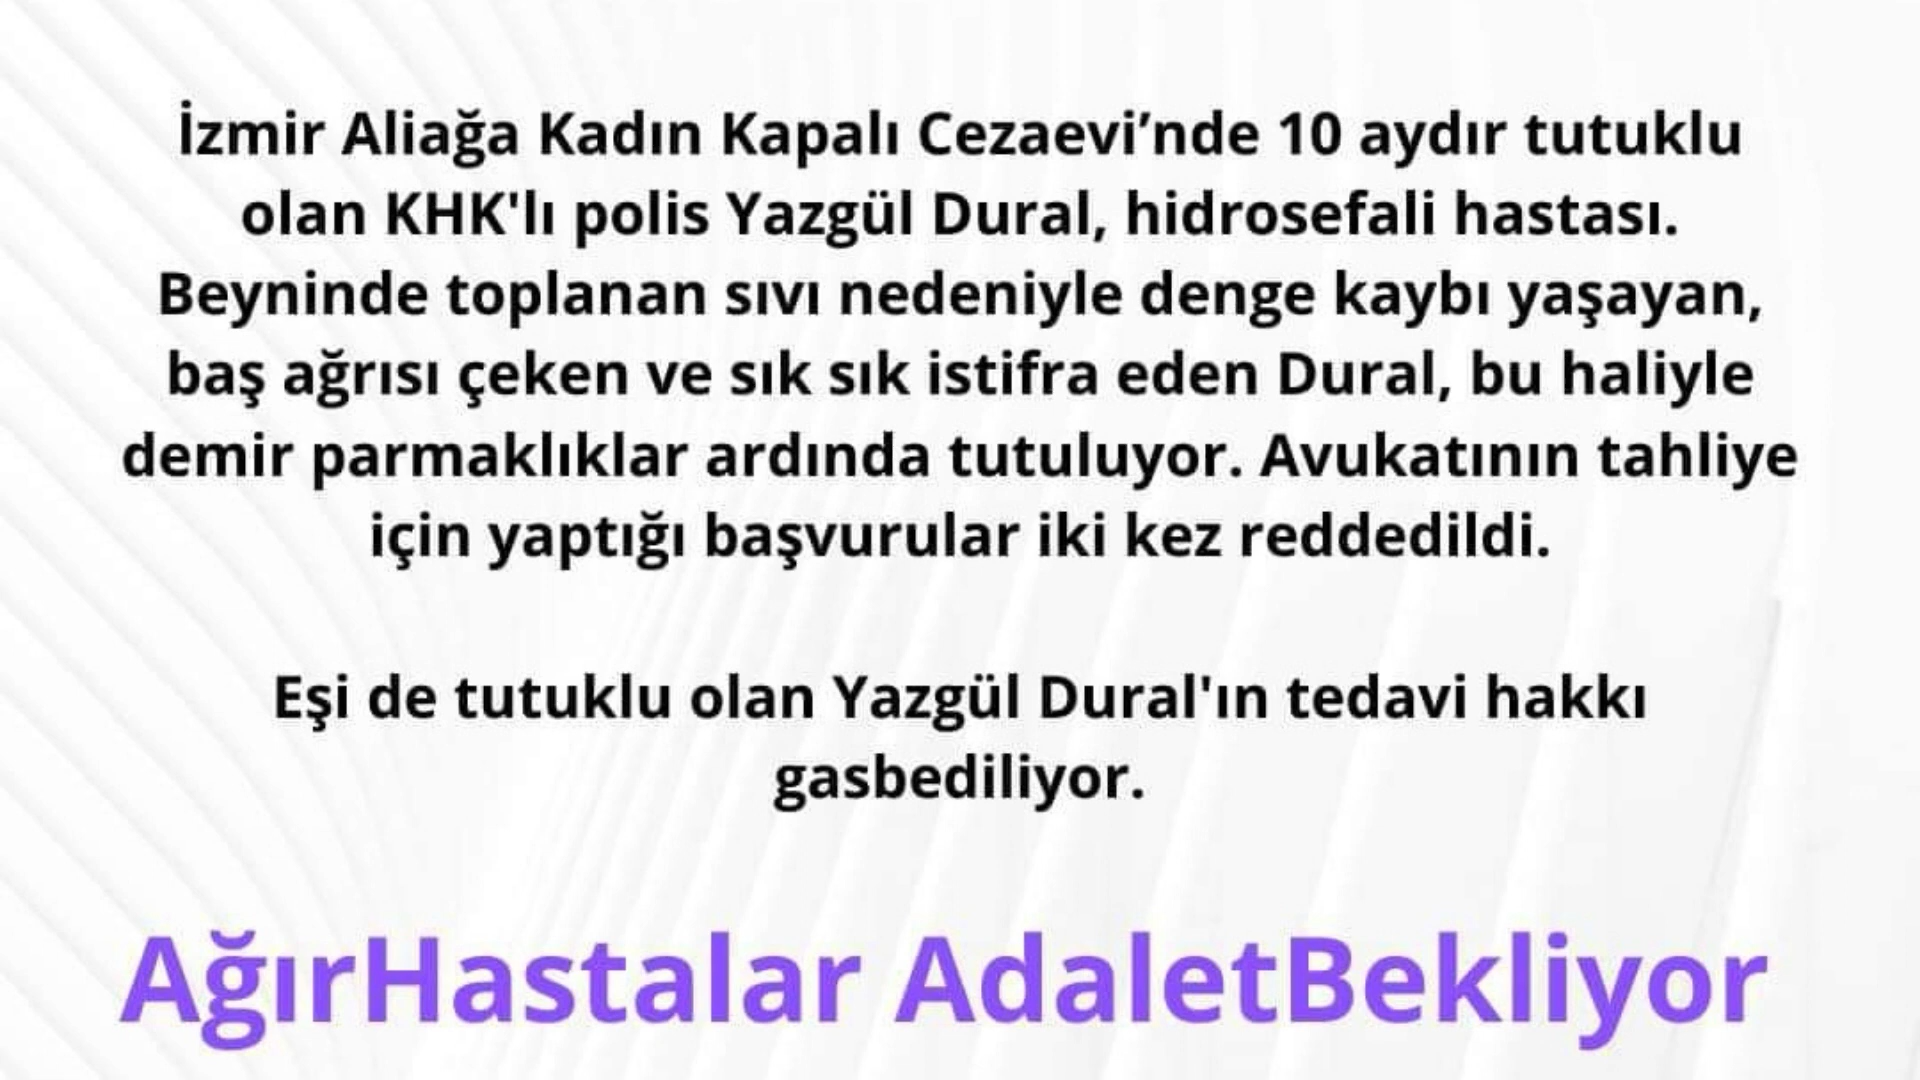 İzmir Aliağa Kadın Kapalı Cezaevi’nde 10 aydır tutuklu
olan KHK'lı polis Yazgül Dural, hidrosefali hastası.
Beyninde toplanan sıvı nedeniyle denge kaybı yaşayan,
baş ağrısı çeken ve sık sık istifra eden Dural, bu haliyle
demir parmaklıklar ardında tutuluyor. Avukatının tahliye
için yaptığı başvurular iki kez reddedildi.
Eşi de tutuklu olan Yazgül Dural'ın tedavi hakkı
gasbediliyor.
AğırHastalar AdaletBekliyor